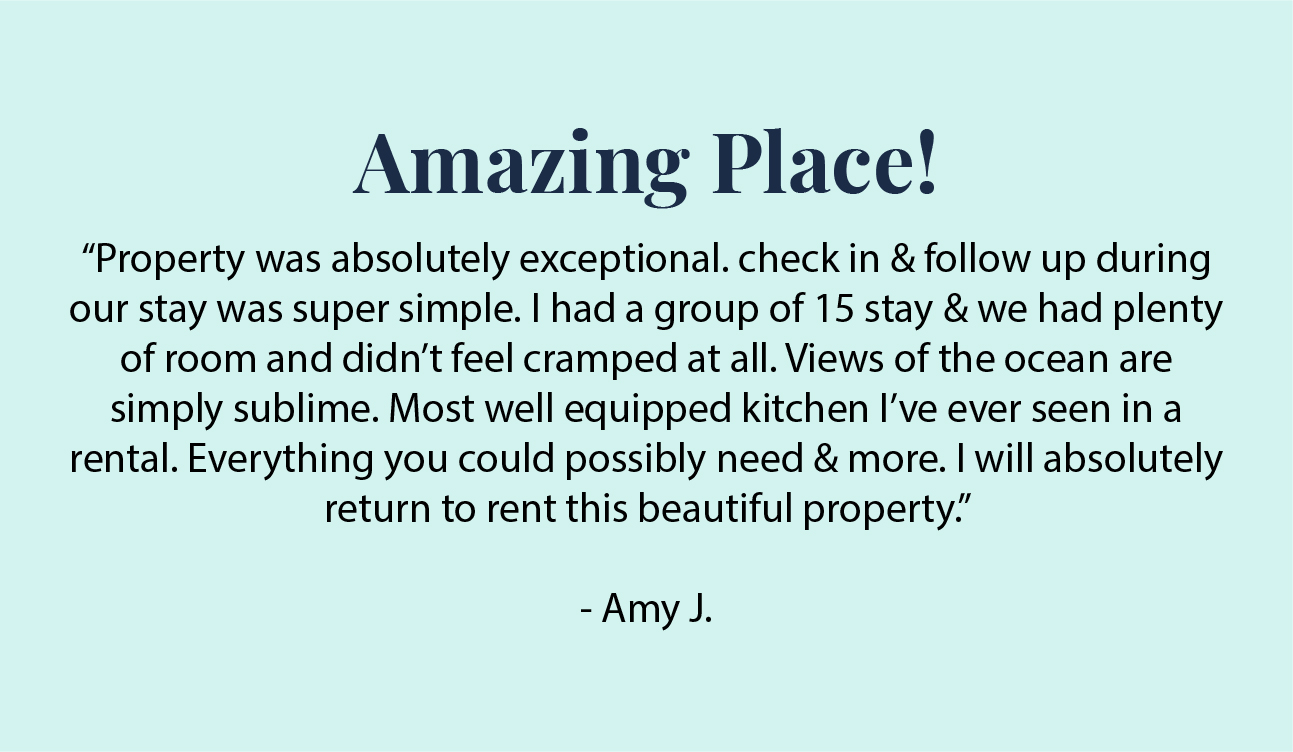 Amazing Place!
“Property was absolutely exceptional. check in & follow up during
our stay was super simple. I had a group of 15 stay & we had plenty
of room and didn’t feel cramped at all. Views of the ocean are
simply sublime. Most well equipped kitchen I’ve ever seen in a
rental. Everything you could possibly need & more. I will absolutely
return to rent this beautiful property.”
- Amy J.